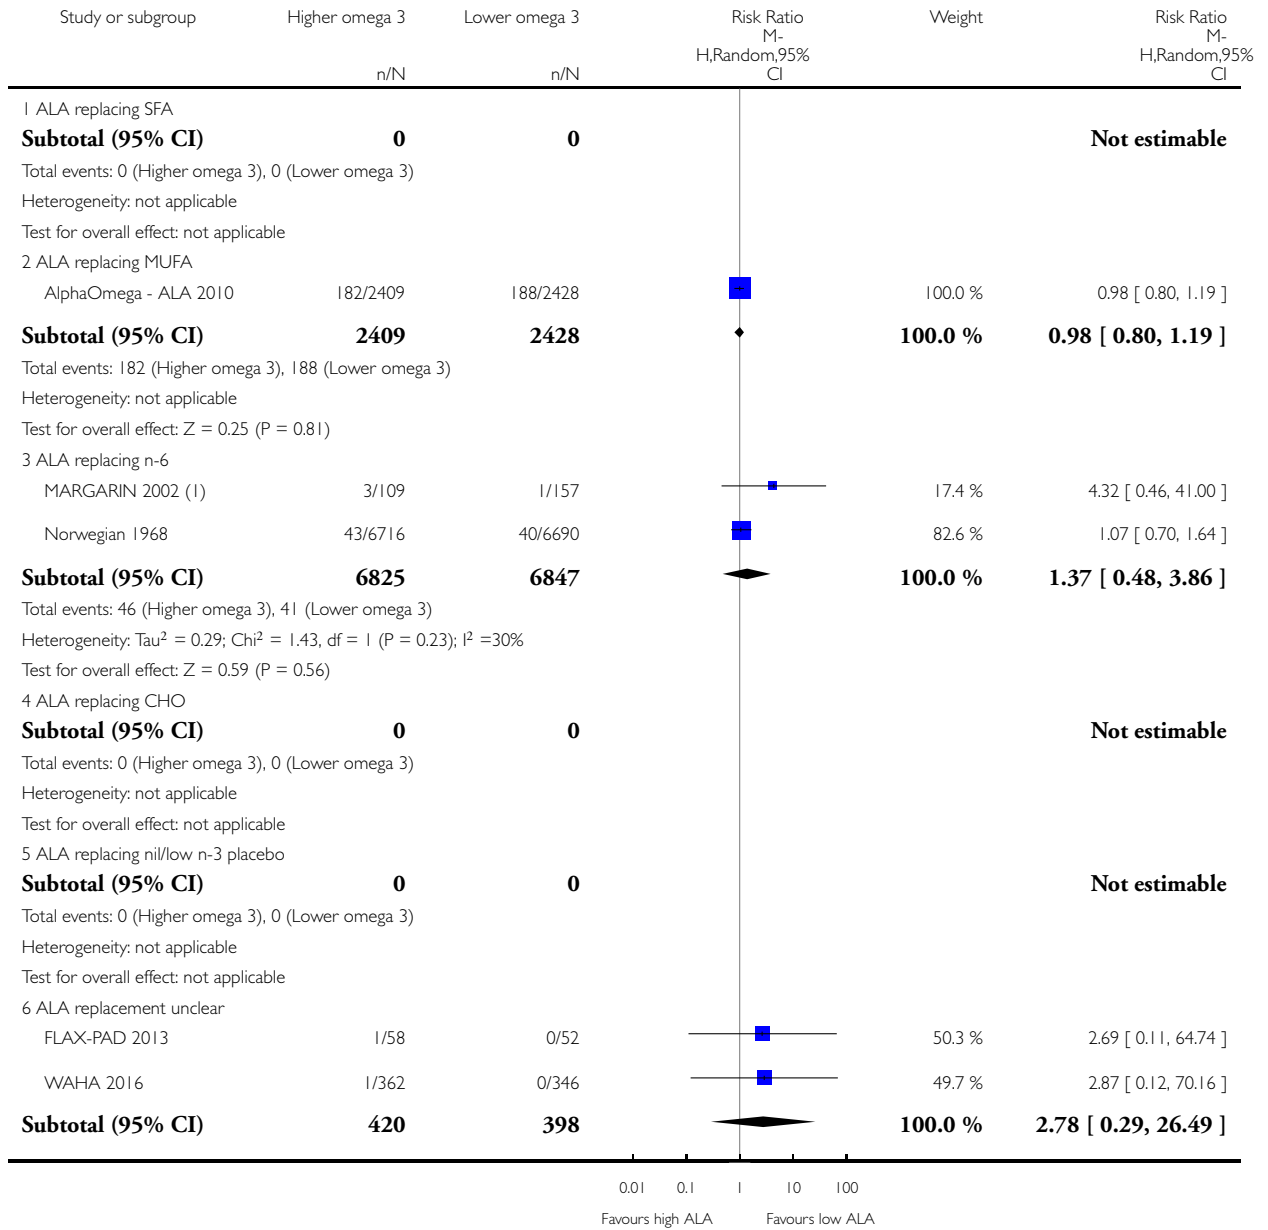 Study or subgroup Higher omega 3 Lower omega 3 Risk Ratio Weight Risk Ratio
M- M-
H,Random,95% H,Random,95%
n/N n/N CI CI
1 ALA replacing SFA
Subtotal (95% CI) 0 0 Not estimable
Total events: 0 (Higher omega 3), 0 (Lower omega 3)
Heterogeneity: not applicable
Test for overall effect: not applicable
2 ALA replacing MUFA
AlphaOmega - ALA 2010 182/2409 188/2428 100.0 % 0.98 [ 0.80, 1.19 ]
Subtotal (95% CI) 2409 2428 100.0 % 0.98 [ 0.80, 1.19 ]
Total events: 182 (Higher omega 3), 188 (Lower omega 3)
Heterogeneity: not applicable
Test for overall effect: Z = 0.25 (P = 0.81)
3 ALA replacing n-6
MARGARIN 2002 (1) 3/109 1/157 17.4 % 4.32 [ 0.46, 41.00 ]
Norwegian 1968 43/6716 40/6690 82.6 % 1.07 [ 0.70, 1.64 ]
Subtotal (95% CI) 6825 6847 100.0 % 1.37 [ 0.48, 3.86 ]
Total events: 46 (Higher omega 3), 41 (Lower omega 3)
Heterogeneity: Tau² = 0.29; Chi² = 1.43, df = 1 (P = 0.23); I² =30%
Test for overall effect: Z = 0.59 (P = 0.56)
4 ALA replacing CHO
Subtotal (95% CI) 0 0 Not estimable
Total events: 0 (Higher omega 3), 0 (Lower omega 3)
Heterogeneity: not applicable
Test for overall effect: not applicable
5 ALA replacing nil/low n-3 placebo
Subtotal (95% CI) 0 0 Not estimable
Total events: 0 (Higher omega 3), 0 (Lower omega 3)
Heterogeneity: not applicable
Test for overall effect: not applicable
6 ALA replacement unclear
FLAX-PAD 2013 1/58 0/52 50.3 % 2.69 [ 0.11, 64.74 ]
WAHA 2016 1/362 0/346 49.7 % 2.87 [ 0.12, 70.16 ]
Subtotal (95% CI) 420 398 100.0 % 2.78 [ 0.29, 26.49 ]
0.01 0.1 1 10 100
Favours high ALA Favours low ALA